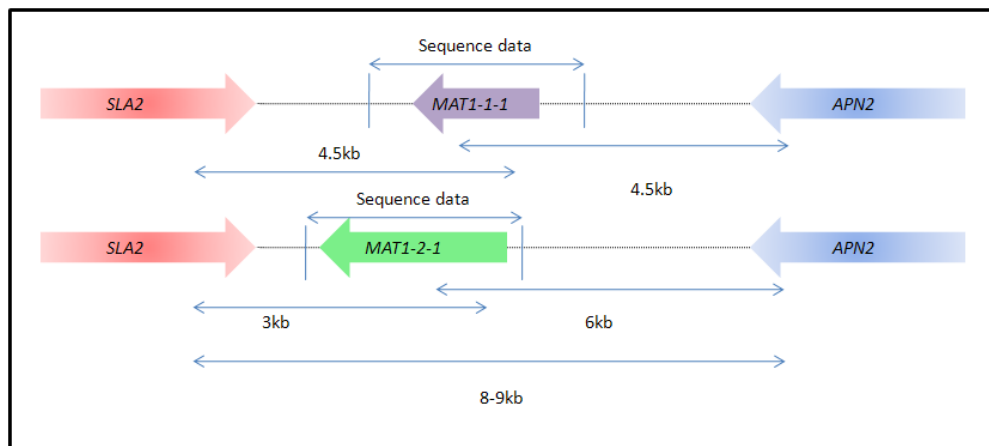 Sequence data
SLA2 MAT1-1-1 APN2
4.5kb
4.5kb
Sequence data
SLA2 MAT1-2-1 APN2
3kb 6kb
8-9kb